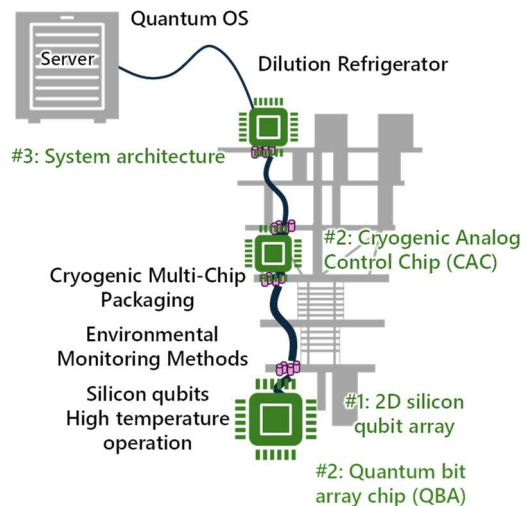 Quantum OS
Server
Dilution Refrigerator
#3: System architecture
#2: Cryogenic Analog
Control Chip (CAC)
Cryogenic Multi-Chip
Packaging
Environmental
Monitoring Methods
Silicon qubits
High temperature
operation
#1: 2D silicon
qubit array
#2: Quantum bit
array chip (QBA)